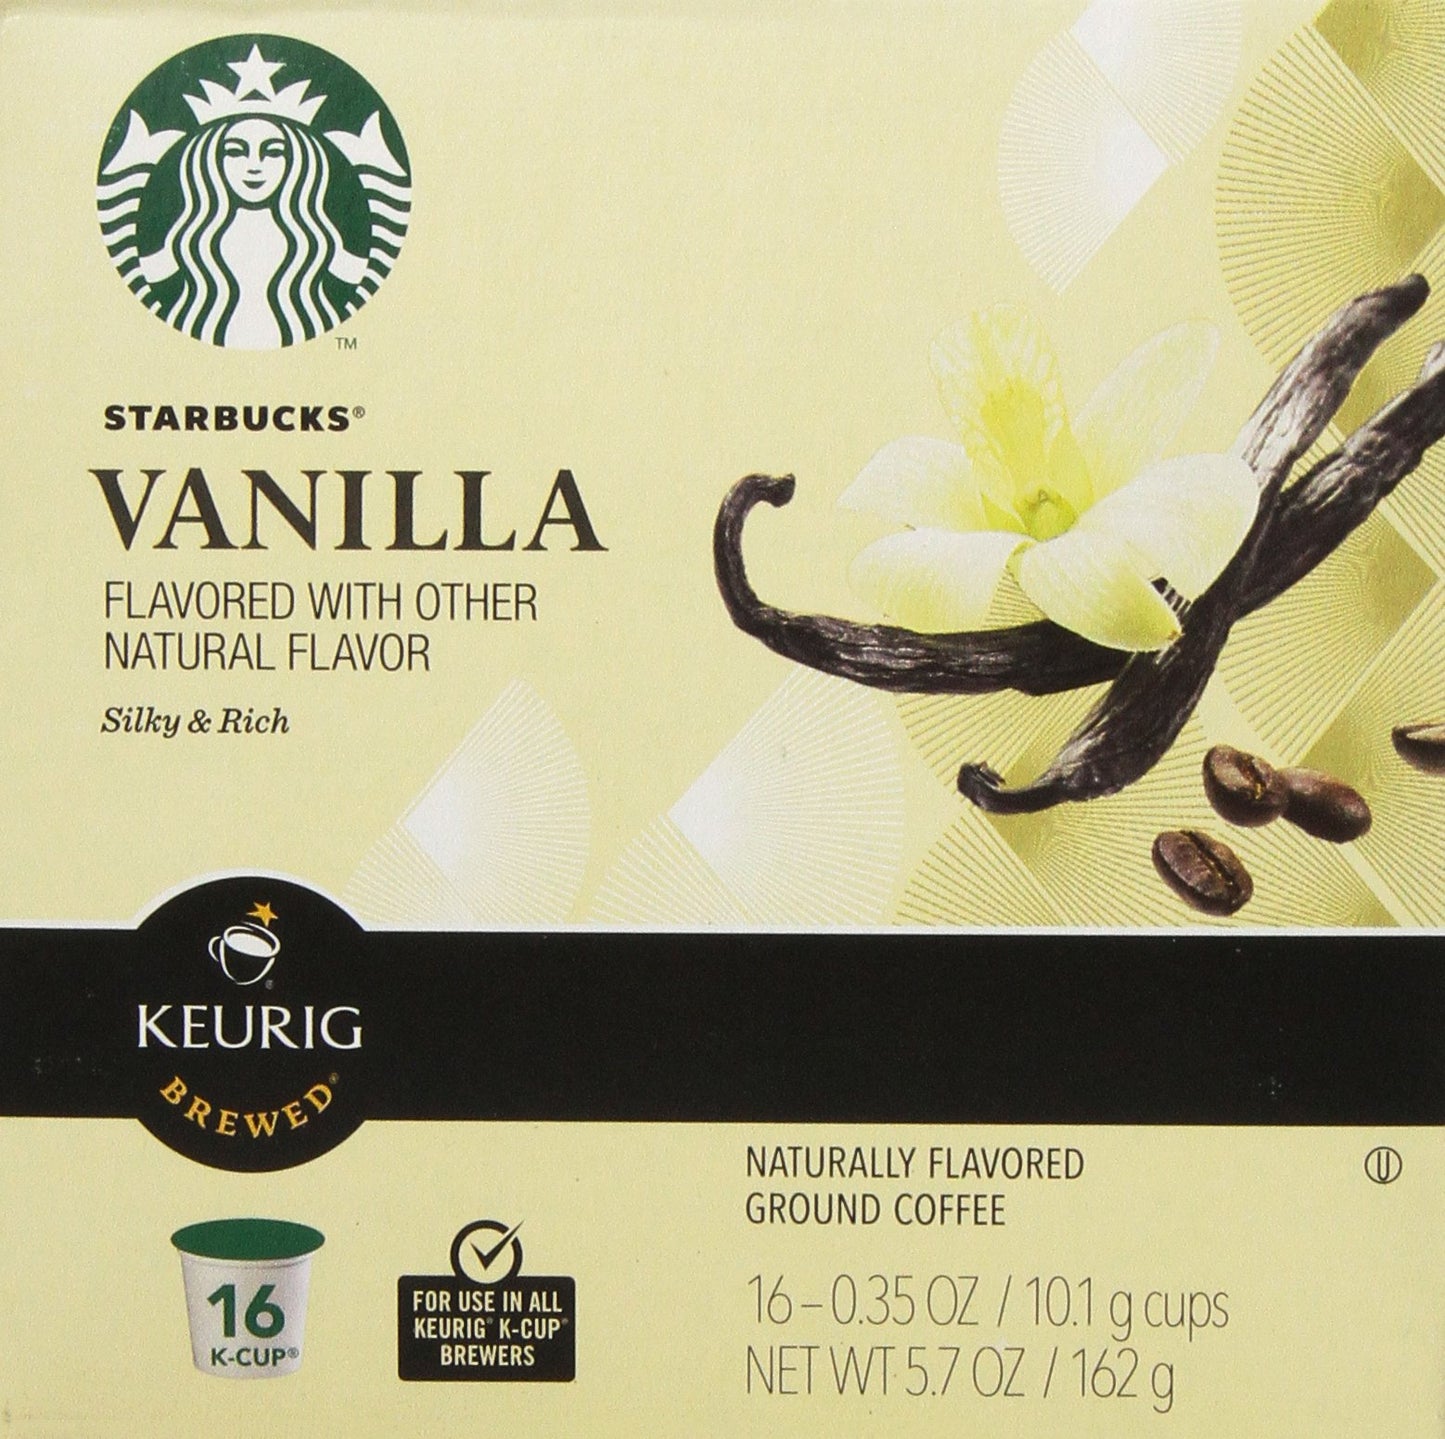 TM
STARBUCKS®
VANILLA
FLAVORED WITH OTHER
NATURAL FLAVOR
Silky & Rich
KEURIG
BREWED®
16
K-CUP®
FOR USE IN ALL
KEURIG® K-CUP®
BREWERS
NATURALLY FLAVORED
GROUND COFFEE
U
16–0.35 OZ / 10.1 g cups
NET WT 5.7 OZ / 162 g